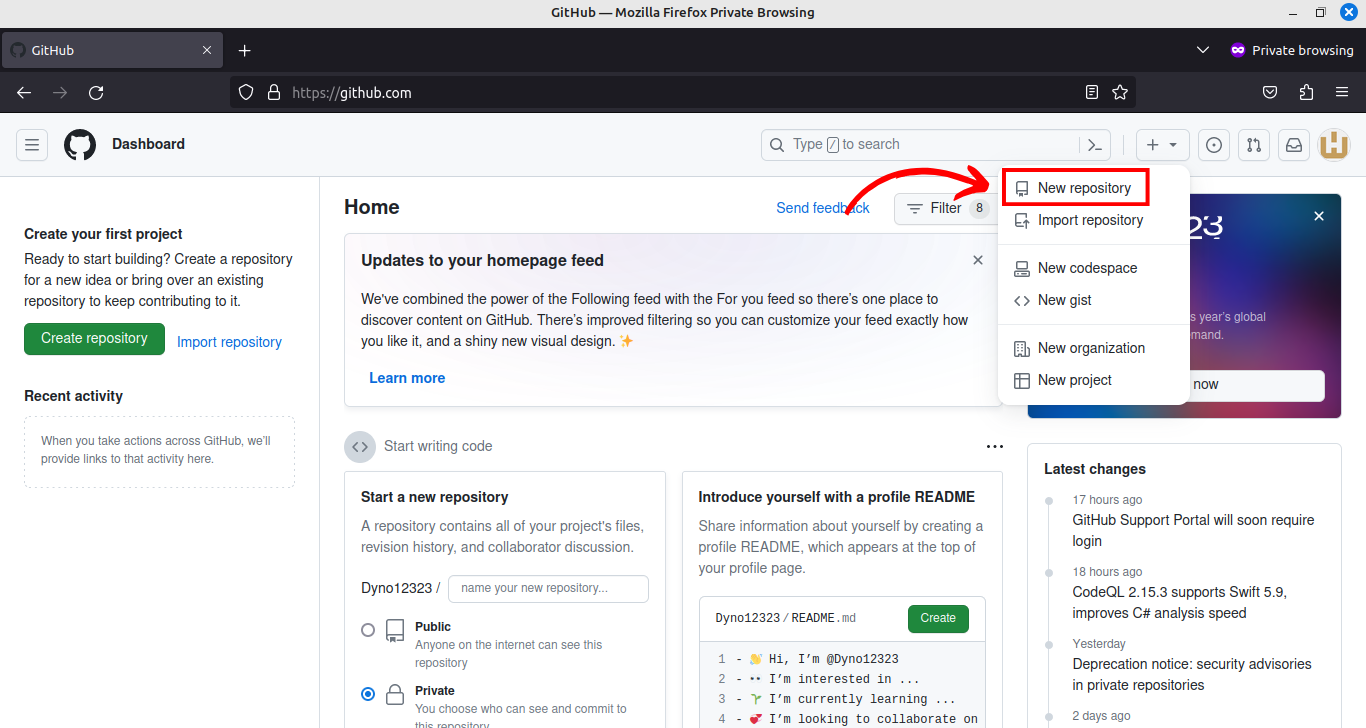 GitHub — Mozilla Firefox Private Browsing
GitHub
Private browsing
https://github.com
Dashboard
Type / to search
New repository
Import repository
New codespace
New gist
New organization
New project
Create your first project
Ready to start building? Create a repository
for a new idea or bring over an existing
repository to keep contributing to it.
Create repository
Import repository
Recent activity
When you take actions across GitHub, we'll
provide links to that activity here.
Home
Send feedback
Filter 8
Updates to your homepage feed
We've combined the power of the Following feed with the For you feed so there's one place to
discover content on GitHub. There's improved filtering so you can customize your feed exactly how
you like it, and a shiny new visual design. ✨
Learn more
Start writing code
Start a new repository
A repository contains all of your project's files,
revision history, and collaborator discussion.
Dyno12323 /
name your new repository...
Public
Anyone on the internet can see this
repository
Private
You choose who can see and commit to
this repository
Introduce yourself with a profile README
Share information about yourself by creating a
profile README, which appears at the top of
your profile page.
Dyno12323/README.md
Create
1 - 👋 Hi, I'm @Dyno12323
2 - 👀 I'm interested in ...
3 - 🌱 I'm currently learning ...
4 - 💞️ I'm looking to collaborate on
23
year's global
now
Latest changes
17 hours ago
GitHub Support Portal will soon require
login
18 hours ago
CodeQL 2.15.3 supports Swift 5.9,
improves C# analysis speed
Yesterday
Deprecation notice: security advisories
in private repositories
2 days ago